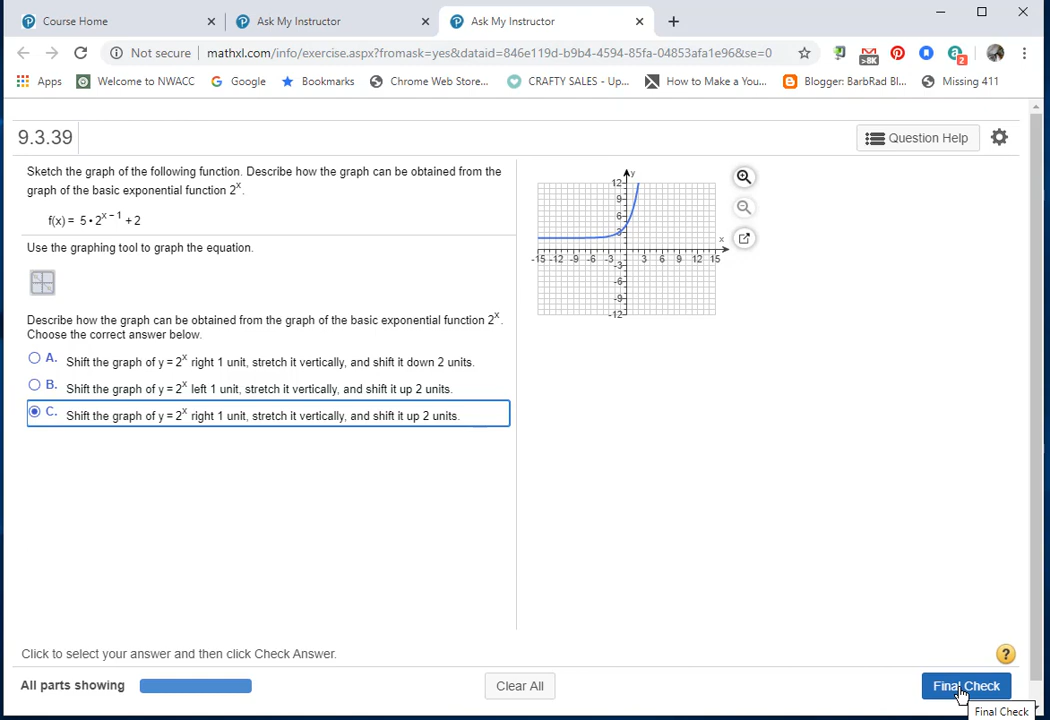 Course Home
Ask My Instructor
Ask My Instructor
Not secure mathxl.com/info/exercise.aspx?fromask=yes&dataid=846e119d-b9b4-4594-85fa-04853afa1e96&se=0
>8K
2
Apps Welcome to NWACC Google Bookmarks Chrome Web Store... CRAFTY SALES - Up... How to Make a You... Blogger: BarbRad Bl... Missing 411
9.3.39
Question Help
Sketch the graph of the following function. Describe how the graph can be obtained from the
graph of the basic exponential function 2^x.
f(x) = 5 • 2^(x − 1) + 2
Use the graphing tool to graph the equation.
Describe how the graph can be obtained from the graph of the basic exponential function 2^x.
Choose the correct answer below.
A. Shift the graph of y = 2^x right 1 unit, stretch it vertically, and shift it down 2 units.
B. Shift the graph of y = 2^x left 1 unit, stretch it vertically, and shift it up 2 units.
C. Shift the graph of y = 2^x right 1 unit, stretch it vertically, and shift it up 2 units.
y
12
9
6
3
x
-15 -12 -9 -6 -3 3 6 9 12 15
-3
-6
-9
-12
Click to select your answer and then click Check Answer.
?
All parts showing
Clear All
Final Check
Final Check